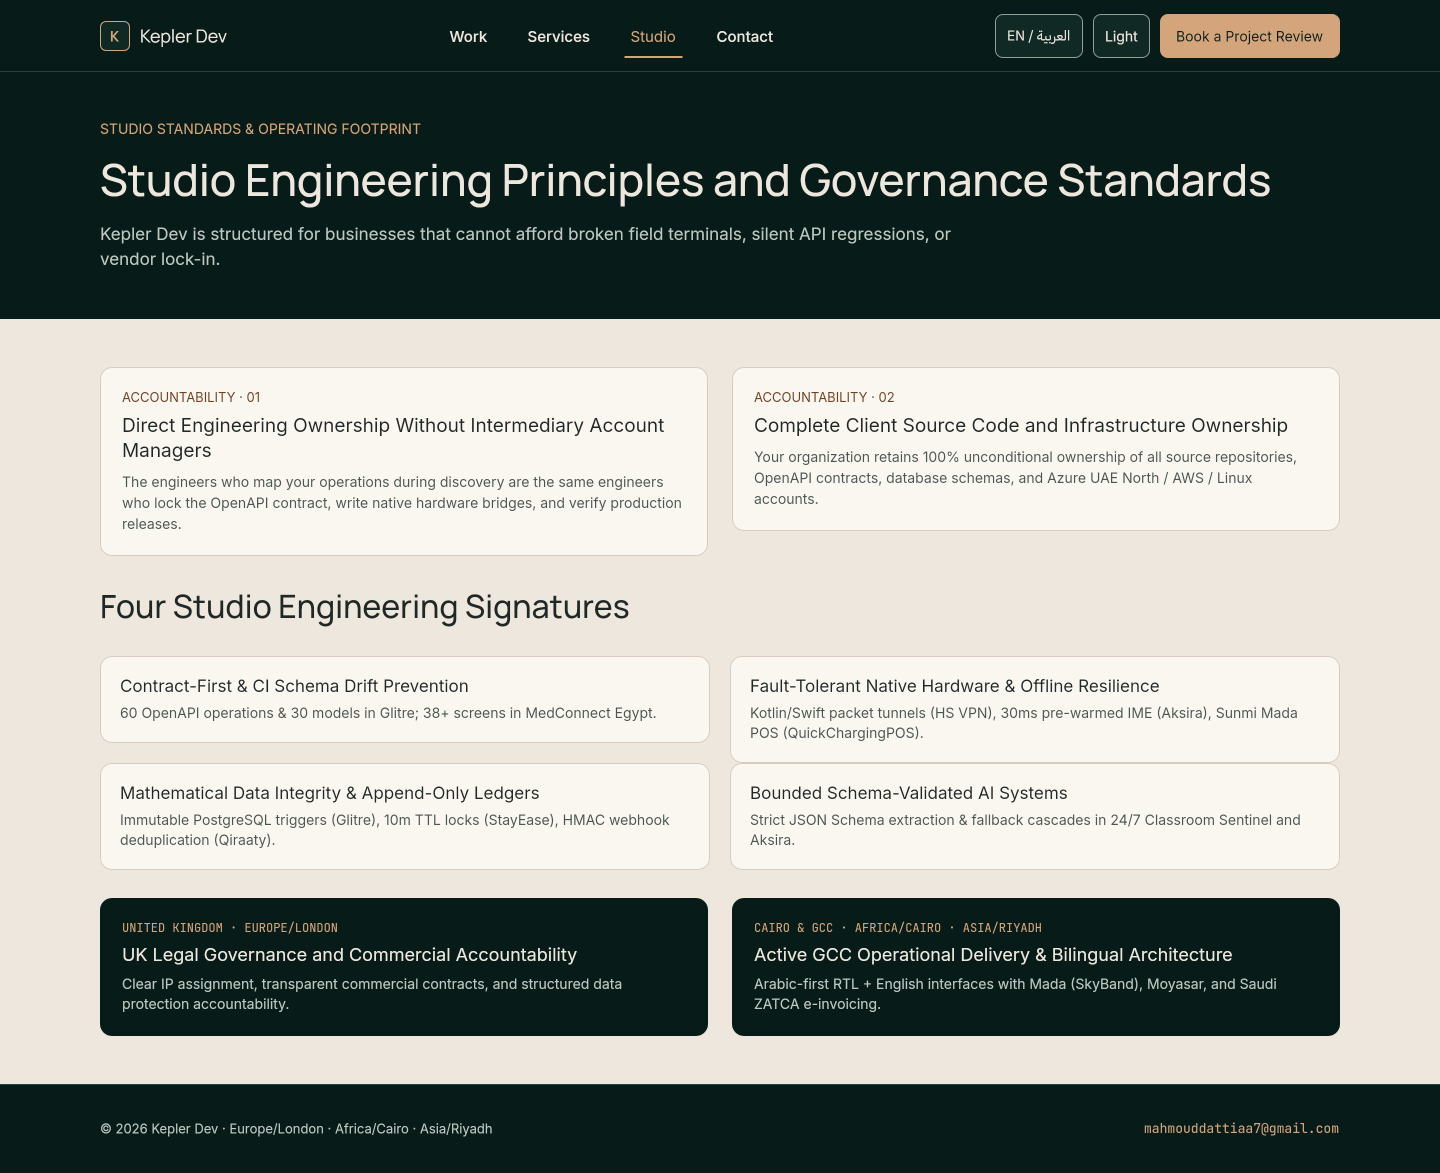 K Kepler Dev
Work Services Studio Contact
EN / العربية
Light
Book a Project Review
STUDIO STANDARDS & OPERATING FOOTPRINT
Studio Engineering Principles and Governance Standards
Kepler Dev is structured for businesses that cannot afford broken field terminals, silent API regressions, or
vendor lock-in.
ACCOUNTABILITY · 01
Direct Engineering Ownership Without Intermediary Account
Managers
The engineers who map your operations during discovery are the same engineers
who lock the OpenAPI contract, write native hardware bridges, and verify production
releases.
ACCOUNTABILITY · 02
Complete Client Source Code and Infrastructure Ownership
Your organization retains 100% unconditional ownership of all source repositories,
OpenAPI contracts, database schemas, and Azure UAE North / AWS / Linux
accounts.
Four Studio Engineering Signatures
Contract-First & CI Schema Drift Prevention
60 OpenAPI operations & 30 models in Glitre; 38+ screens in MedConnect Egypt.
Fault-Tolerant Native Hardware & Offline Resilience
Kotlin/Swift packet tunnels (HS VPN), 30ms pre-warmed IME (Aksira), Sunmi Mada
POS (QuickChargingPOS).
Mathematical Data Integrity & Append-Only Ledgers
Immutable PostgreSQL triggers (Glitre), 10m TTL locks (StayEase), HMAC webhook
deduplication (Qiraaty).
Bounded Schema-Validated AI Systems
Strict JSON Schema extraction & fallback cascades in 24/7 Classroom Sentinel and
Aksira.
UNITED KINGDOM · EUROPE/LONDON
UK Legal Governance and Commercial Accountability
Clear IP assignment, transparent commercial contracts, and structured data
protection accountability.
CAIRO & GCC · AFRICA/CAIRO · ASIA/RIYADH
Active GCC Operational Delivery & Bilingual Architecture
Arabic-first RTL + English interfaces with Mada (SkyBand), Moyasar, and Saudi
ZATCA e-invoicing.
© 2026 Kepler Dev · Europe/London · Africa/Cairo · Asia/Riyadh
mahmouddattiaa7@gmail.com